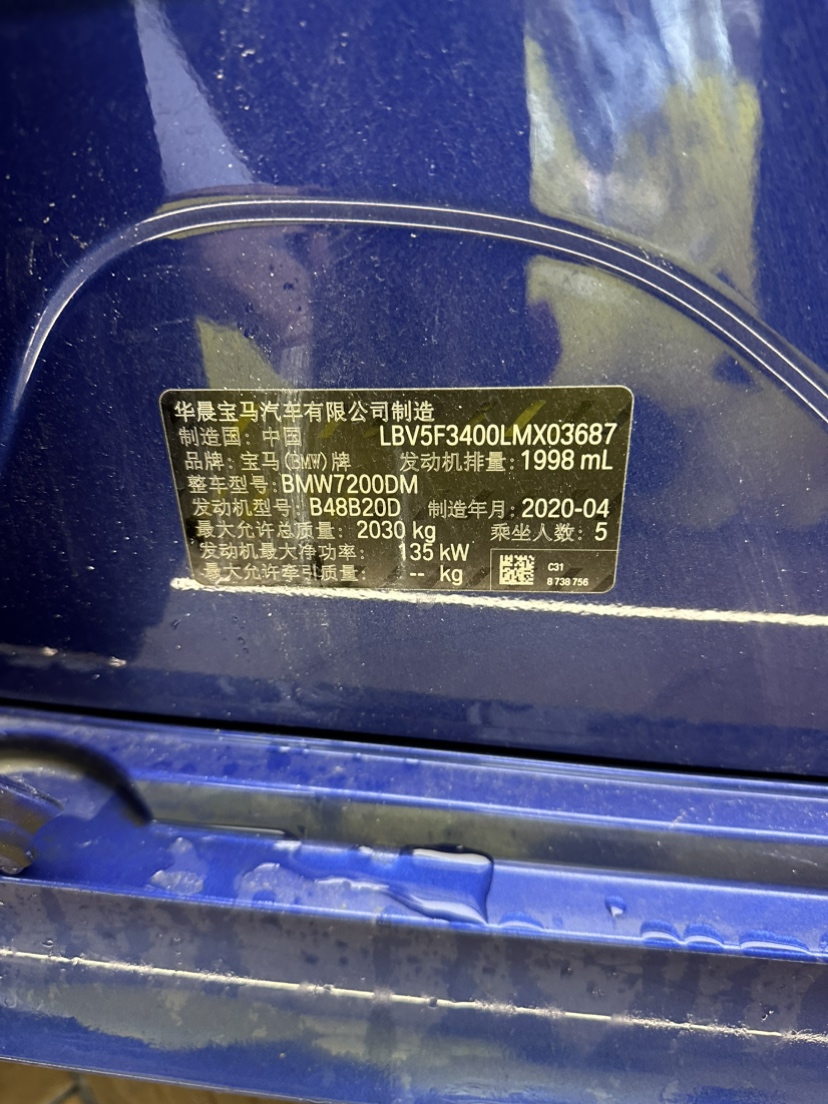 华晨宝马汽车有限公司制造
制造国: 中国 LBV5F3400LMX03687
品牌: 宝马(BMW)牌 发动机排量: 1998 mL
整车型号: BMW7200DM
发动机型号: B48B20D 制造年月: 2020-04
最大允许总质量: 2030 kg 乘坐人数: 5
发动机最大净功率: 135 kW
最大允许牵引质量: -- kg
C31
8 738 756